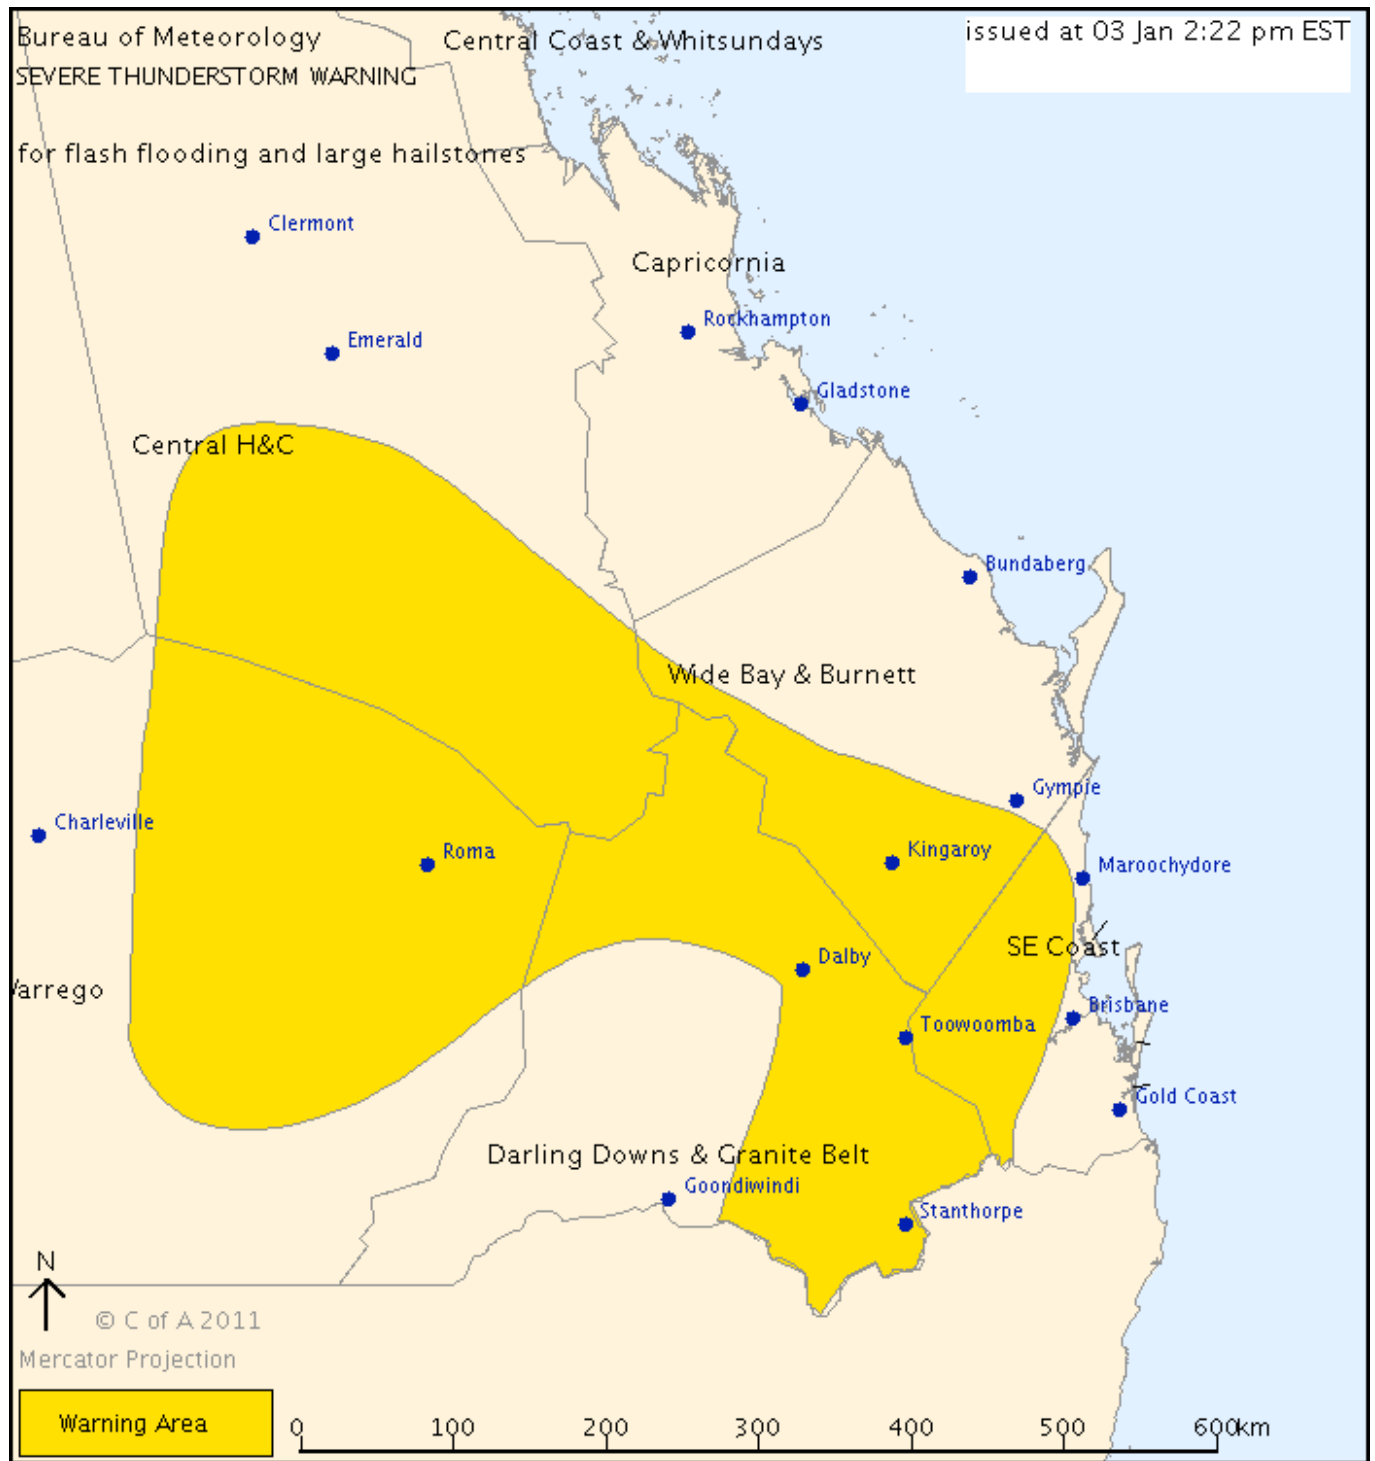 Bureau of Meteorology
SEVERE THUNDERSTORM WARNING
for flash flooding and large hailstones
Central Coast & Whitsundays
issued at 03 Jan 2:22 pm EST
Clermont
Capricornia
Rockhampton
Emerald
Gladstone
Central H&C
Bundaberg
Wide Bay & Burnett
Gympie
Charleville
Roma
Kingaroy
Maroochydore
SE Coast
Dalby
arrego
Brisbane
Toowoomba
Gold Coast
Darling Downs & Granite Belt
Goondiwindi
Stanthorpe
N
© C of A 2011
Mercator Projection
Warning Area
0 100 200 300 400 500 600km